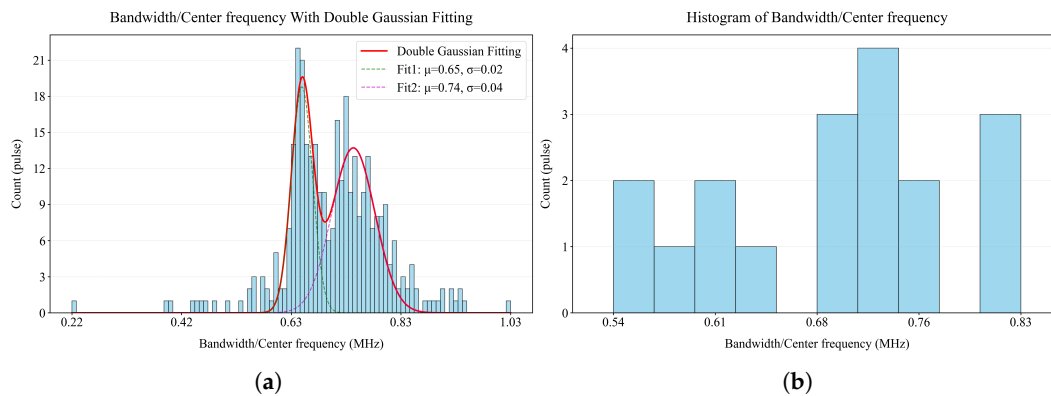 Bandwidth/Center frequency With Double Gaussian Fitting
Double Gaussian Fitting
Fit1: μ=0.65, σ=0.02
Fit2: μ=0.74, σ=0.04
Count (pulse)
21
18
15
12
9
6
3
0
0.22
0.42
0.63
0.83
1.03
Bandwidth/Center frequency (MHz)
(a)
Histogram of Bandwidth/Center frequency
Count (pulse)
4
3
2
1
0
0.54
0.61
0.68
0.76
0.83
Bandwidth/Center frequency (MHz)
(b)